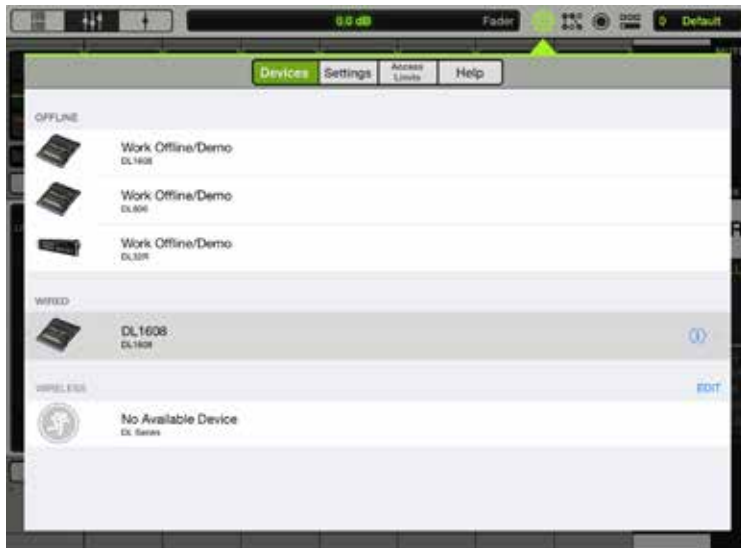 0.0 dB Fader 0 Default
Devices Settings Access Limits Help
OFFLINE
Work Offline/Demo
DL1608
Work Offline/Demo
DL806
Work Offline/Demo
DL32R
WIRED
DL1608
DL1608
WIRELESS EDIT
No Available Device
DL Series